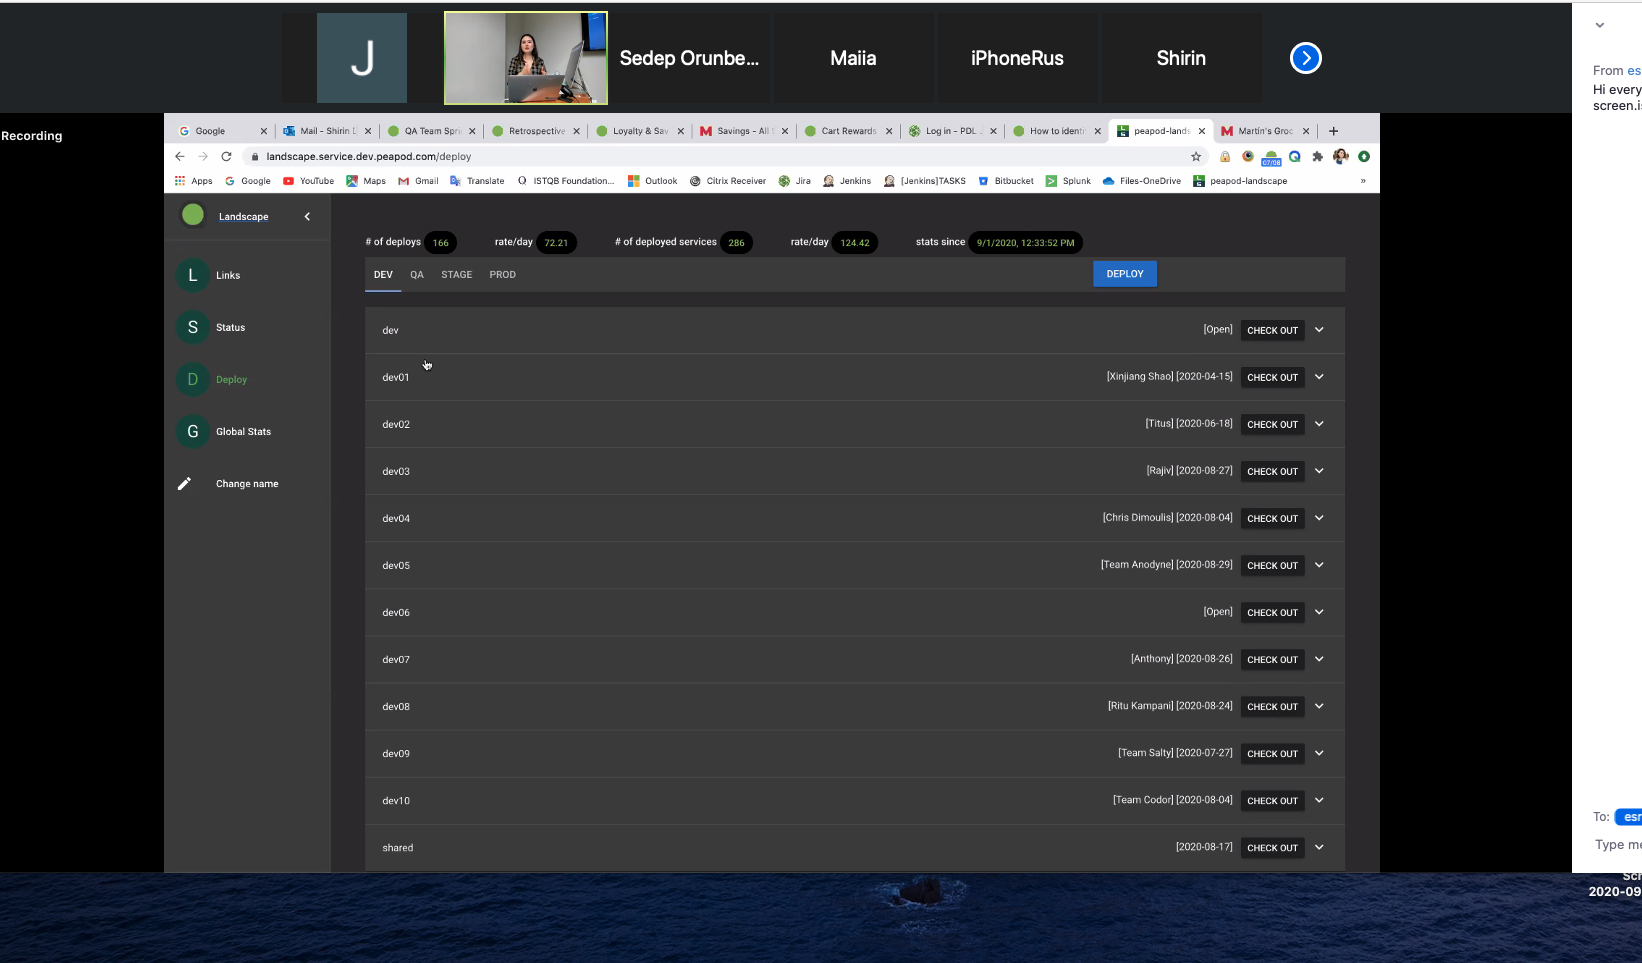 J
Sedep Orunbe...
Maiia
iPhoneRus
Shirin
From es
Hi every
screen.is
Recording
Google
Mail - Shirin
QA Team Spr
Retrospective
Loyalty & Sav
Savings - All
Cart Rewards
Log in - PDL
How to identi
peapod-lands
Martin's Groc
landscape.service.dev.peapod.com/deploy
07/08
Apps Google YouTube Maps Gmail Translate ISTQB Foundation... Outlook Citrix Receiver Jira Jenkins [Jenkins]TASKS Bitbucket Splunk Files-OneDrive peapod-landscape »
Landscape
# of deploys 166 rate/day 72.21 # of deployed services 286 rate/day 124.42 stats since 9/1/2020, 12:33:52 PM
L Links
S Status
D Deploy
G Global Stats
Change name
DEV QA STAGE PROD DEPLOY
dev [Open] CHECK OUT
dev01 [Xinjiang Shao] [2020-04-15] CHECK OUT
dev02 [Titus] [2020-06-18] CHECK OUT
dev03 [Rajiv] [2020-08-27] CHECK OUT
dev04 [Chris Dimoulis] [2020-08-04] CHECK OUT
dev05 [Team Anodyne] [2020-08-29] CHECK OUT
dev06 [Open] CHECK OUT
dev07 [Anthony] [2020-08-26] CHECK OUT
dev08 [Ritu Kampani] [2020-08-24] CHECK OUT
dev09 [Team Salty] [2020-07-27] CHECK OUT
dev10 [Team Codor] [2020-08-04] CHECK OUT
shared [2020-08-17] CHECK OUT
To: esr
Type me
Scr
2020-09